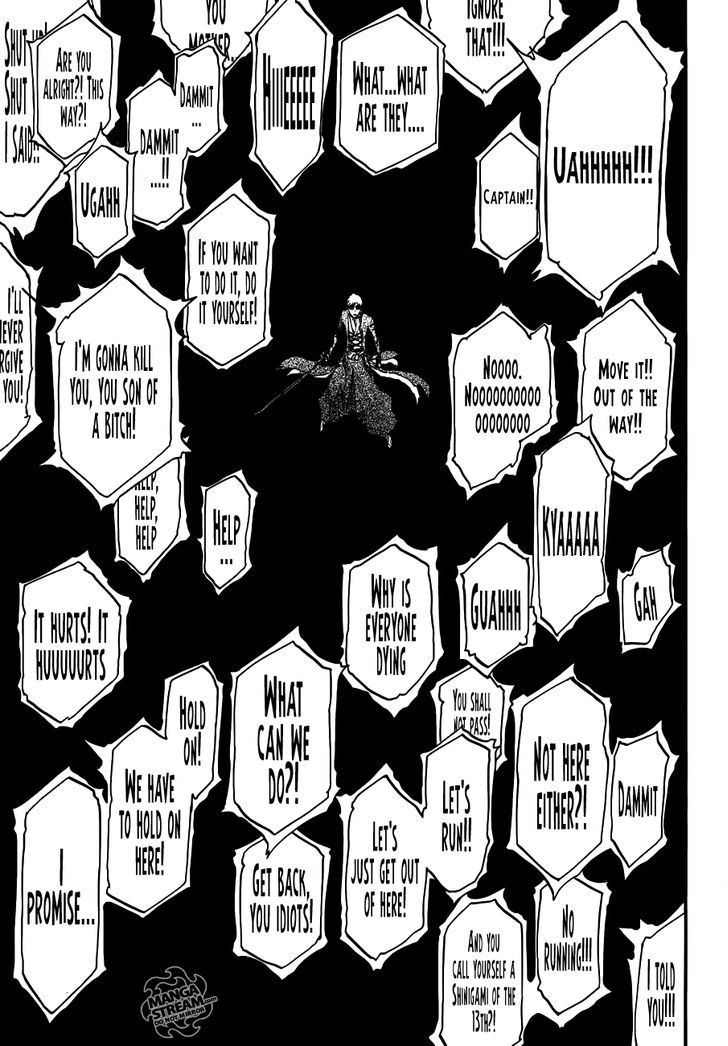 YOU
MOTHER.
IGNORE
THAT!!!
SHUT UP!
SHUT
I SAID!!
ARE YOU
ALRIGHT?! THIS
WAY?!
DAMMIT
...
HIIIEEEEE
WHAT...WHAT
ARE THEY....
UAHHHHH!!!
DAMMIT
...!!
UGAHH
CAPTAIN!!
IF YOU WANT
TO DO IT, DO
IT YOURSELF!
I'LL
NEVER
YOU!
I'M GONNA KILL
YOU, YOU SON OF
A BITCH!
NOOOO.
NOOOOOOOOOO
OOOOOOOO
MOVE IT!!
OUT OF THE
WAY!!
HELP,
HELP,
HELP
HELP
...
KYAAAAA
IT HURTS! IT
HUUUUURTS
WHY IS
EVERYONE
DYING
GUAHHH
GAH
HOLD
ON!
WHAT
CAN WE
DO?!
YOU SHALL
NOT PASS!
NOT HERE
EITHER?!
DAMMIT
WE HAVE
TO HOLD ON
HERE!
LET'S
RUN!!
I
PROMISE...
GET BACK,
YOU IDIOTS!
LET'S
JUST GET OUT
OF HERE!
AND YOU
CALL YOURSELF A
SHINIGAMI OF THE
13TH?!
NO
RUNNING!!!
I TOLD
YOU!!!
MANGA
STREAM.COM
DO NOT MIRROR!